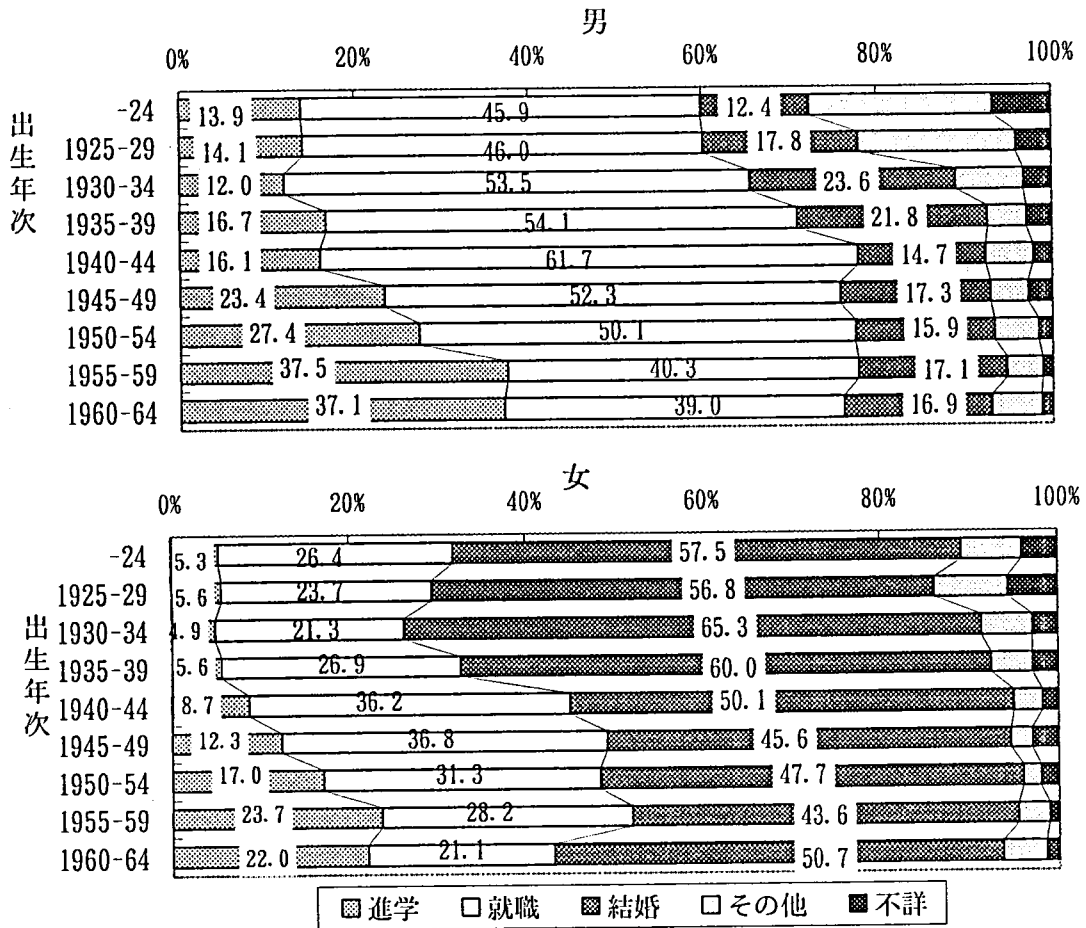 男
0% 20% 40% 60% 80% 100%
出生年次
-24 13.9 45.9 12.4
1925-29 14.1 46.0 17.8
1930-34 12.0 53.5 23.6
1935-39 16.7 54.1 21.8
1940-44 16.1 61.7 14.7
1945-49 23.4 52.3 17.3
1950-54 27.4 50.1 15.9
1955-59 37.5 40.3 17.1
1960-64 37.1 39.0 16.9
女
0% 20% 40% 60% 80% 100%
出生年次
-24 5.3 26.4 57.5
1925-29 5.6 23.7 56.8
1930-34 4.9 21.3 65.3
1935-39 5.6 26.9 60.0
1940-44 8.7 36.2 50.1
1945-49 12.3 36.8 45.6
1950-54 17.0 31.3 47.7
1955-59 23.7 28.2 43.6
1960-64 22.0 21.1 50.7
進学 就職 結婚 その他 不詳